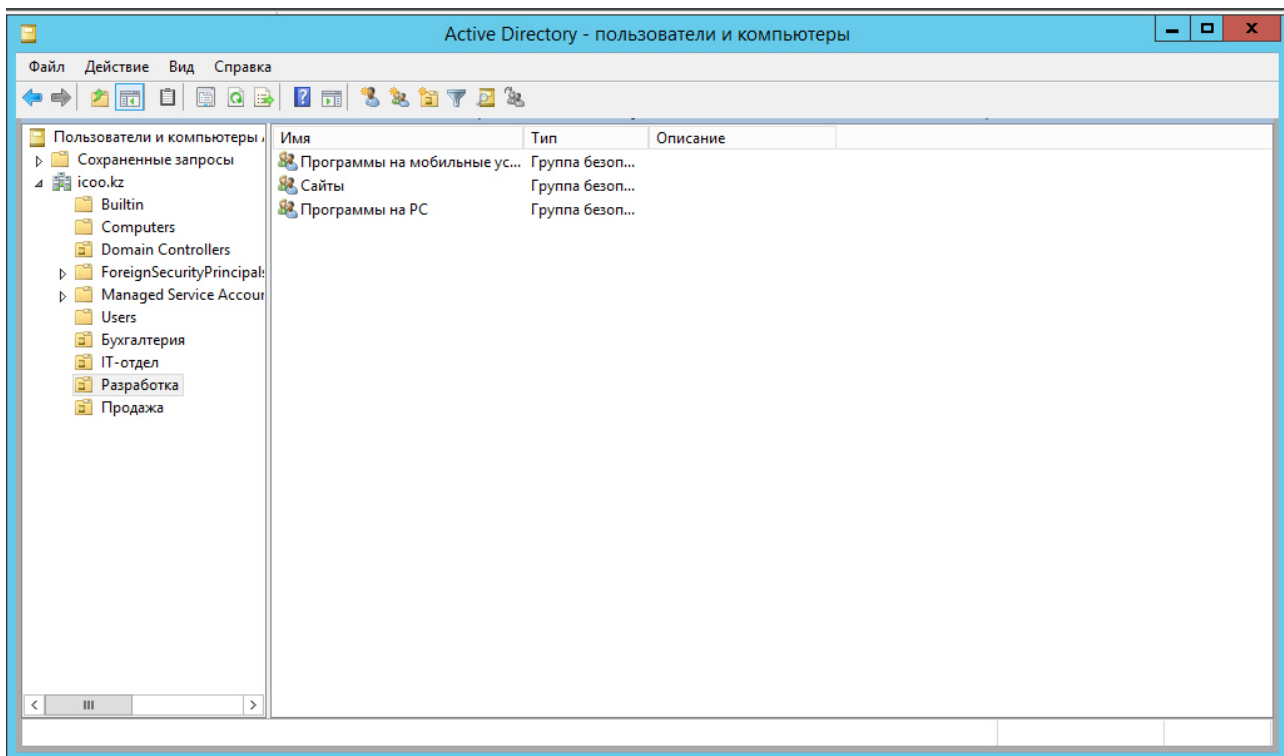 Active Directory - пользователи и компьютеры
Файл Действие Вид Справка
Пользователи и компьютеры
Сохраненные запросы
icoo.kz
Builtin
Computers
Domain Controllers
ForeignSecurityPrincipals
Managed Service Accour
Users
Бухгалтерия
IT-отдел
Разработка
Продажа
Имя Тип Описание
Программы на мобильные ус... Группа безоп...
Сайты Группа безоп...
Программы на PC Группа безоп...